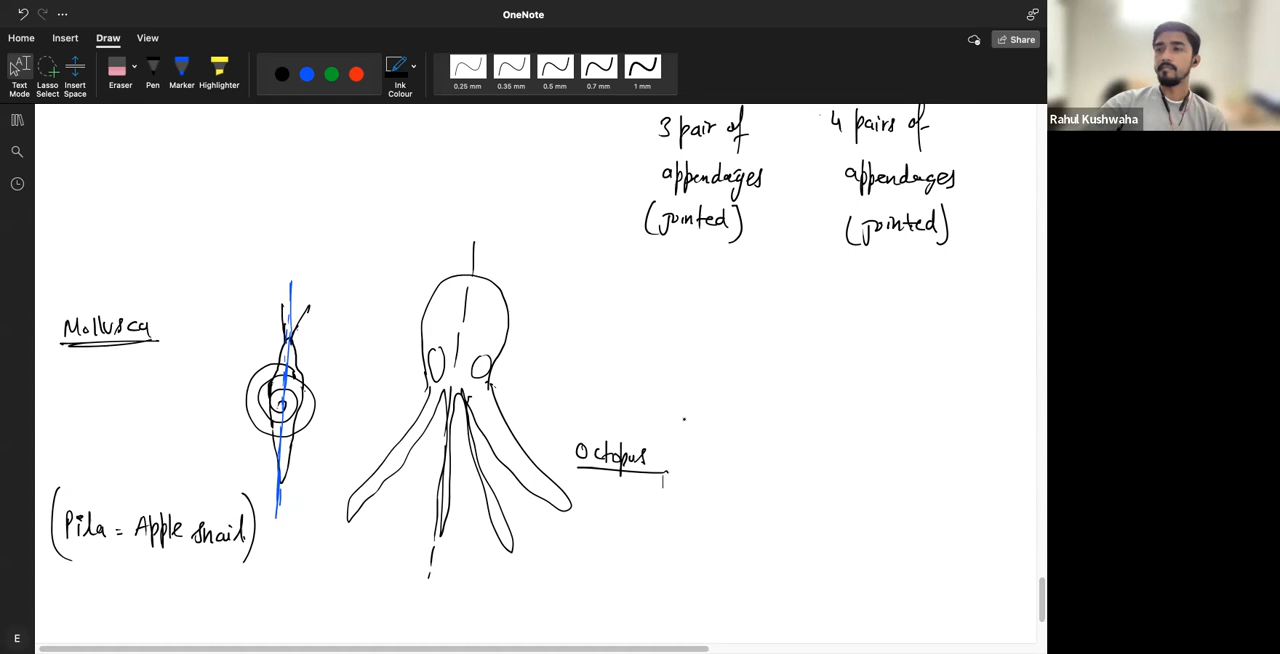 OneNote
Home Insert Draw View
Share
Text Mode
Lasso Select
Insert Space
Eraser
Pen
Marker
Highlighter
Ink Colour
0.25 mm
0.35 mm
0.5 mm
0.7 mm
1 mm
Rahul Kushwaha
3 pair of
appendages
(jointed)
4 pairs of
appendages
(jointed)
Mollusca
Octopus
(Pila = Apple snail)
E